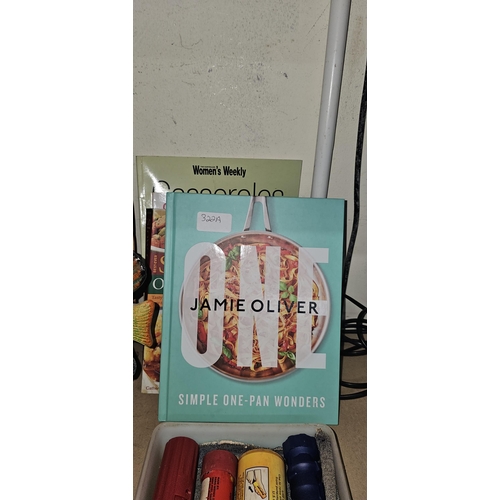 Women's Weekly
Casseroles
322A
ONE
JAMIE OLIVER
SIMPLE ONE-PAN WONDERS